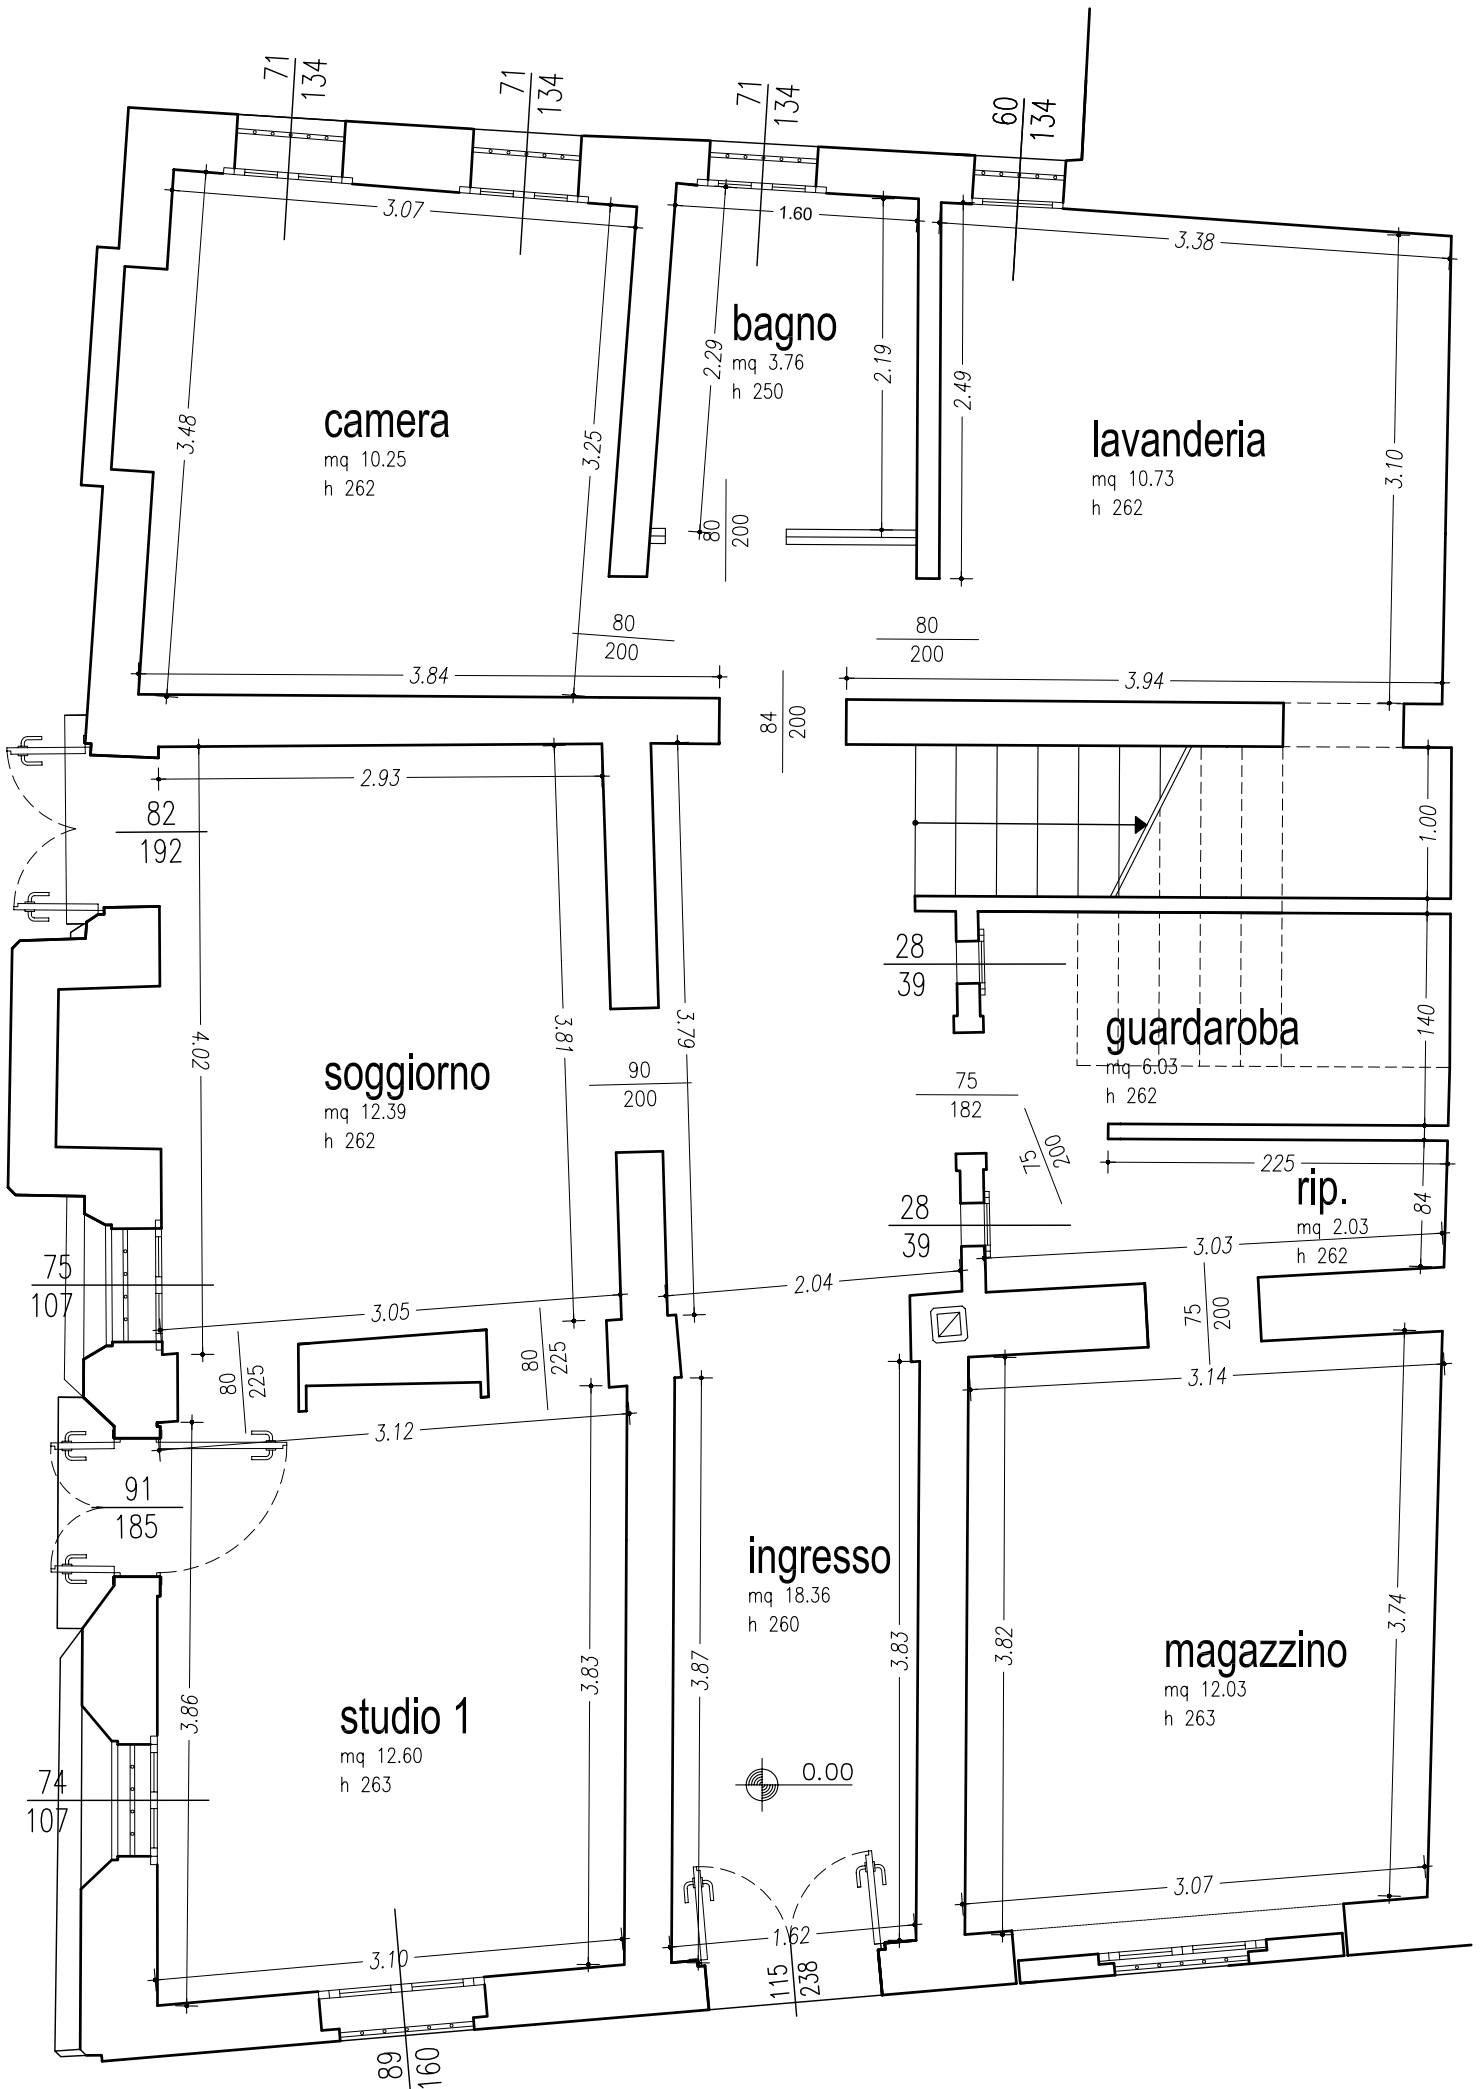 71
134
71
134
71
134
60
134
3.07
1.60
3.38
bagno
mq 3.76
h 250
2.29
2.19
2.49
camera
mq 10.25
h 262
3.48
3.25
lavanderia
mq 10.73
h 262
3.10
80
200
80
200
80
200
3.84
3.94
84
200
2.93
82
192
1.00
28
39
4.02
3.81
3.79
soggiorno
mq 12.39
h 262
guardaroba
mq 6.03
h 262
140
90
200
75
182
75
200
225
rip.
mq 2.03
h 262
84
28
39
3.03
75
107
2.04
3.05
75
200
80
225
80
225
3.14
3.12
91
185
ingresso
mq 18.36
h 260
3.87
3.83
3.82
3.74
magazzino
mq 12.03
h 263
3.86
3.83
studio 1
mq 12.60
h 263
74
107
0.00
3.07
3.10
1.62
115
238
89
160